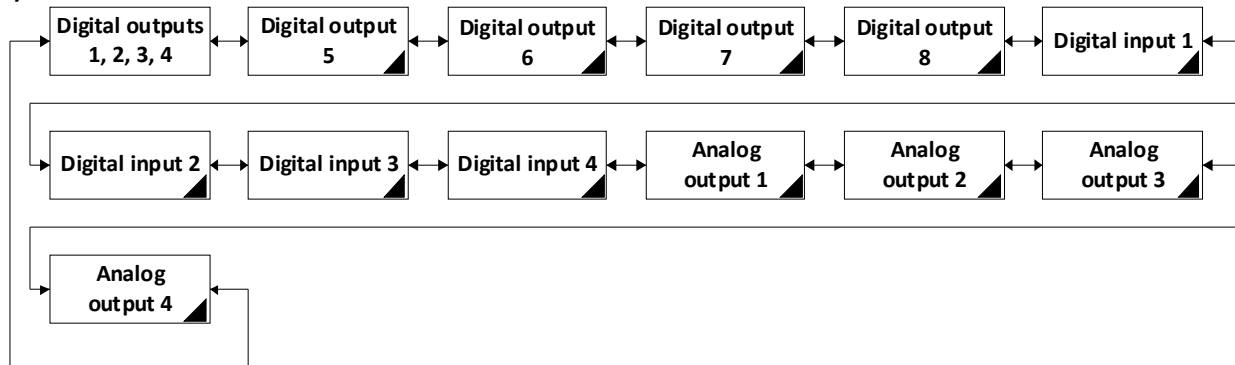 Digital outputs
1, 2, 3, 4
Digital output
5
Digital output
6
Digital output
7
Digital output
8
Digital input 1
Digital input 2
Digital input 3
Digital input 4
Analog
output 1
Analog
output 2
Analog
output 3
Analog
output 4